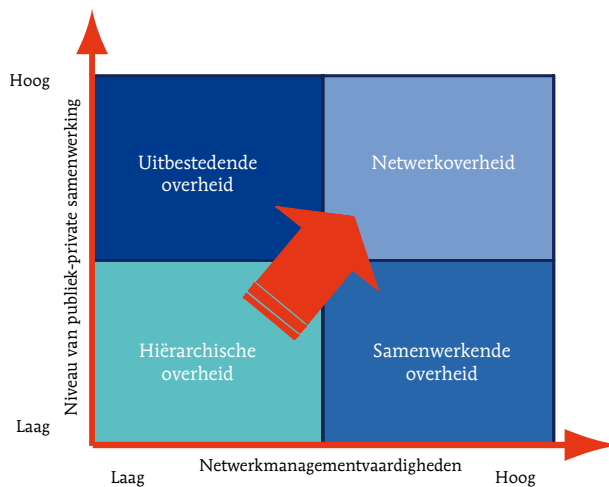 Hoog
Niveau van publiek-private samenwerking
Uitbestedende
overheid
Netwerkoverheid
Hiërarchische
overheid
Samenwerkende
overheid
Laag
Laag
Netwerkmanagementvaardigheden
Hoog